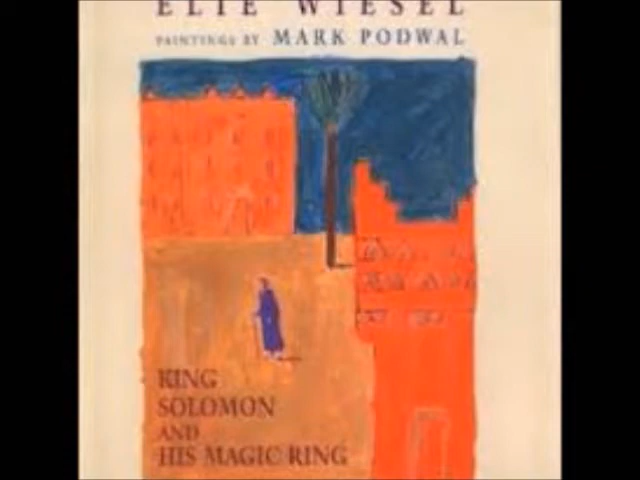 ELIE WIESEL
PAINTINGS BY MARK PODWAL
KING
SOLOMON
AND
HIS MAGIC RING